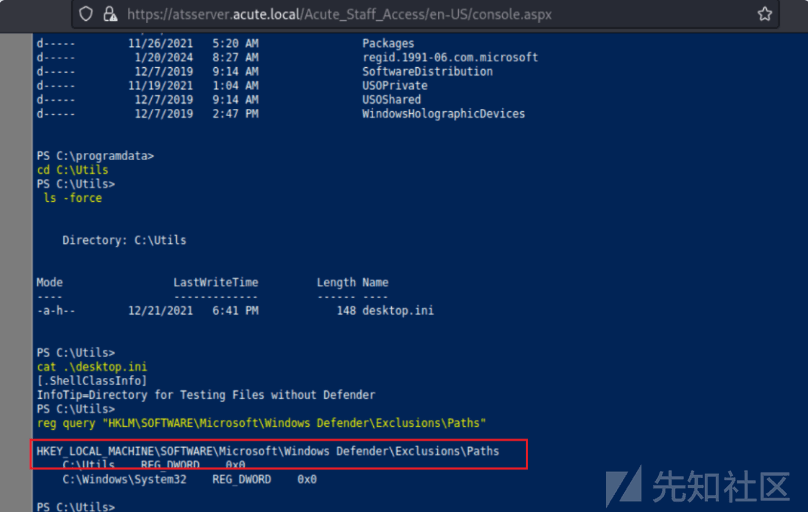 https://atsserver.acute.local/Acute_Staff_Access/en-US/console.aspx
d----- 11/26/2021 5:20 AM Packages
d----- 1/20/2024 8:27 AM regid.1991-06.com.microsoft
d----- 12/7/2019 9:14 AM SoftwareDistribution
d----- 11/19/2021 1:04 AM USOPrivate
d----- 12/7/2019 9:14 AM USOShared
d----- 12/7/2019 2:47 PM WindowsHolographicDevices
PS C:\programdata>
cd C:\Utils
PS C:\Utils>
ls -force
Directory: C:\Utils
Mode LastWriteTime Length Name
---- ------------- ------ ----
-a-h-- 12/21/2021 6:41 PM 148 desktop.ini
PS C:\Utils>
cat .\desktop.ini
[.ShellClassInfo]
InfoTip=Directory for Testing Files without Defender
PS C:\Utils>
reg query "HKLM\SOFTWARE\Microsoft\Windows Defender\Exclusions\Paths"
HKEY_LOCAL_MACHINE\SOFTWARE\Microsoft\Windows Defender\Exclusions\Paths
C:\Utils REG_DWORD 0x0
C:\Windows\System32 REG_DWORD 0x0
PS C:\Utils>
先知社区